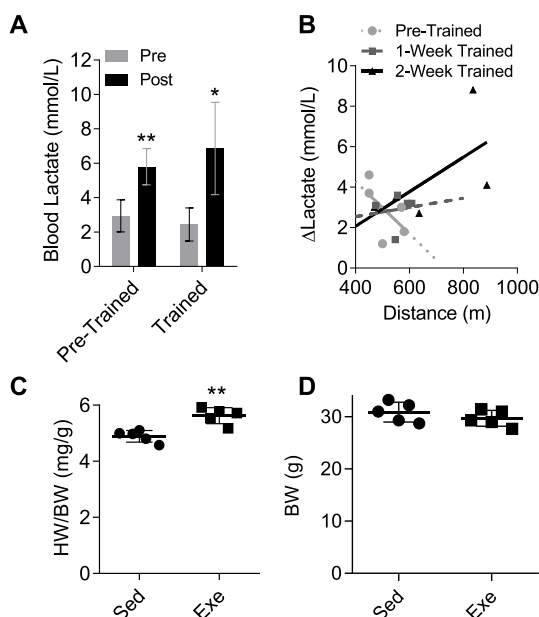 A
Pre
Post
Blood Lactate (mmol/L)
12
10
8
6
4
2
0
**
*
Pre-Trained
Trained
B
Pre-Trained
1-Week Trained
2-Week Trained
ΔLactate (mmol/L)
10
8
6
4
2
0
400 600 800 1000
Distance (m)
C
**
HW/BW (mg/g)
6
4
2
0
Sed
Exe
D
BW (g)
30
15
0
Sed
Exe